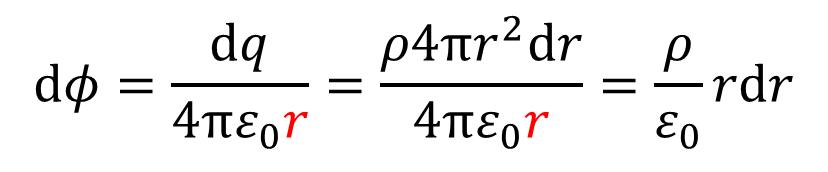 dϕ = dq / 4πε₀r = ρ4πr²dr / 4πε₀r = ρ / ε₀ rdr